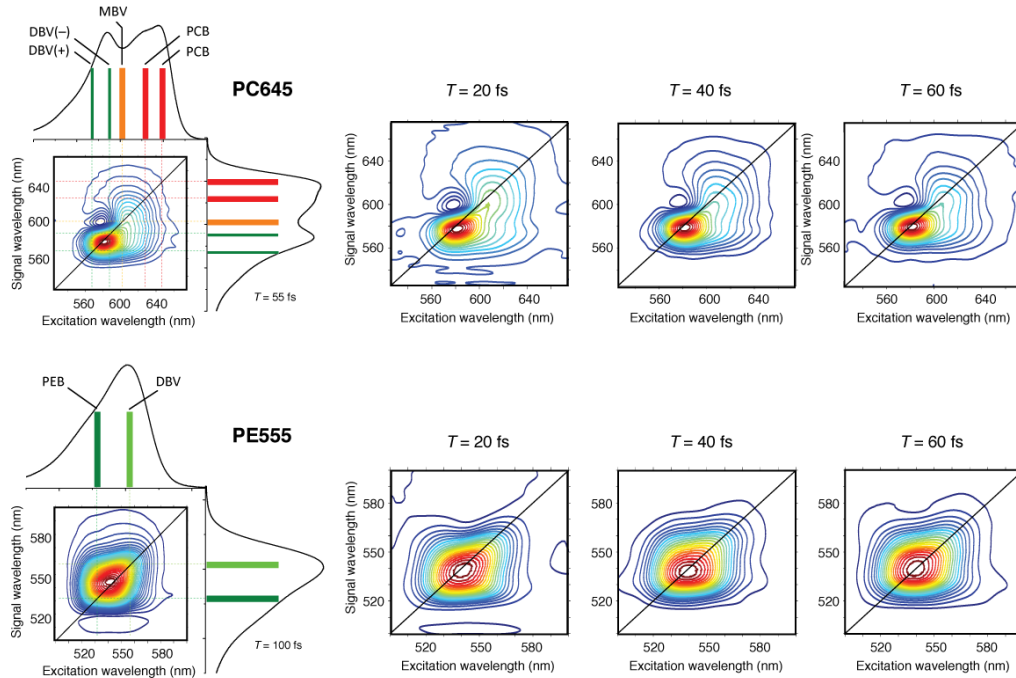 MBV
DBV(–)
DBV(+)
PCB
PCB
PC645
T = 20 fs
T = 40 fs
T = 60 fs
Signal wavelength (nm)
640
600
560
560
600
640
Excitation wavelength (nm)
T = 55 fs
Signal wavelength (nm)
640
600
560
560
600
640
Excitation wavelength (nm)
640
600
560
560
600
640
Excitation wavelength (nm)
Signal wavelength (nm)
640
600
560
560
600
640
Excitation wavelength (nm)
PEB
DBV
PE555
T = 20 fs
T = 40 fs
T = 60 fs
Signal wavelength (nm)
580
550
520
520
550
580
Excitation wavelength (nm)
T = 100 fs
Signal wavelength (nm)
580
550
520
520
550
580
Excitation wavelength (nm)
580
550
520
520
550
580
Excitation wavelength (nm)
580
550
520
520
550
580
Excitation wavelength (nm)